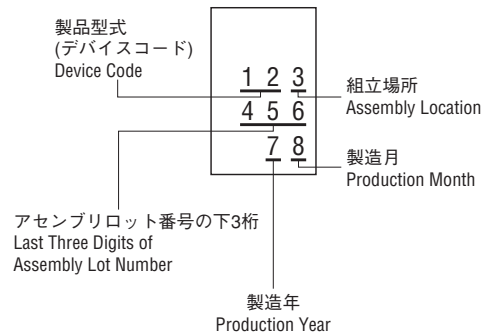 製品型式
(デバイスコード)
Device Code
1 2 3
4 5 6
7 8
組立場所
Assembly Location
製造月
Production Month
アセンブリロット番号の下3桁
Last Three Digits of
Assembly Lot Number
製造年
Production Year